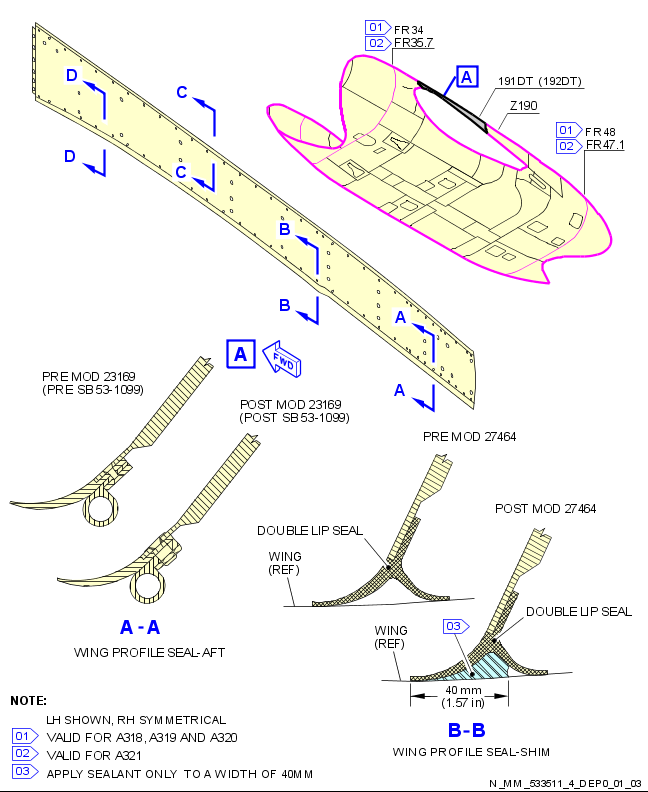 01 FR34
02 FR35.7
A
191DT (192DT)
Z190
01 FR48
02 FR47.1
D
D
C
C
B
B
A
A
A
FWD
PRE MOD 23169
(PRE SB53-1099)
POST MOD 23169
(POST SB53-1099)
PRE MOD 27464
POST MOD 27464
DOUBLE LIP SEAL
WING
(REF)
DOUBLE LIP SEAL
03
WING
(REF)
40 mm
(1.57 in)
A-A
WING PROFILE SEAL-AFT
B-B
WING PROFILE SEAL-SHIM
NOTE:
LH SHOWN, RH SYMMETRICAL
01 VALID FOR A318, A319 AND A320
02 VALID FOR A321
03 APPLY SEALANT ONLY TO A WIDTH OF 40MM
N_MM_533511_4_DEP0_01_03